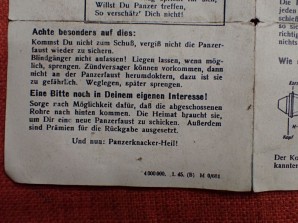 Willst Du Panzer treffen,
So verschätz' Dich nicht!
Achte besonders auf dies:
Kommst Du nicht zum Schuß, vergiß nicht die Panzer-
faust wieder zu sichern.
Blindgänger nicht anfassen! Liegen lassen, wenn mög-
lich, sprengen. Zündversager können vorkommen, dann
nicht an der Panzerfaust herumdoktern, dazu ist sie
zu gefährlich. Weglegen, später sprengen.
Eine Bitte noch in Deinem eigenen Interesse!
Sorge nach Möglichkeit dafür, daß die abgeschossenen
Rohre nach hinten kommen. Die Heimat braucht sie,
um Dir eine neue Panzerfaust zu schicken. Außerdem
sind Prämien für die Rückgabe ausgesetzt.
Und nun: Panzerknacker-Heil!
Wie
Der Ko